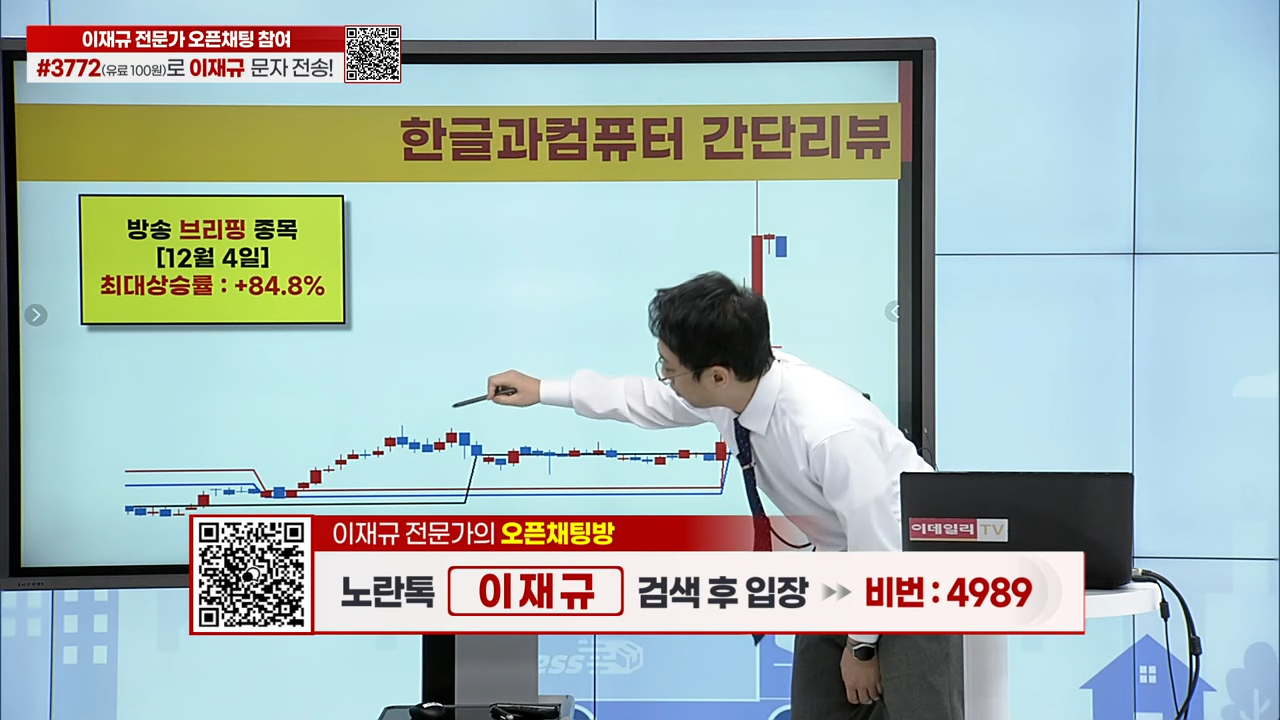 이재규 전문가 오픈채팅 참여
#3772(유료 100원)로 이재규 문자 전송!
한글과컴퓨터 간단리뷰
방송 브리핑 종목
[12월 4일]
최대상승률 : +84.8%
이데일리TV
이재규 전문가의 오픈채팅방
노란톡 이재규 검색 후 입장 비번 : 4989
ess